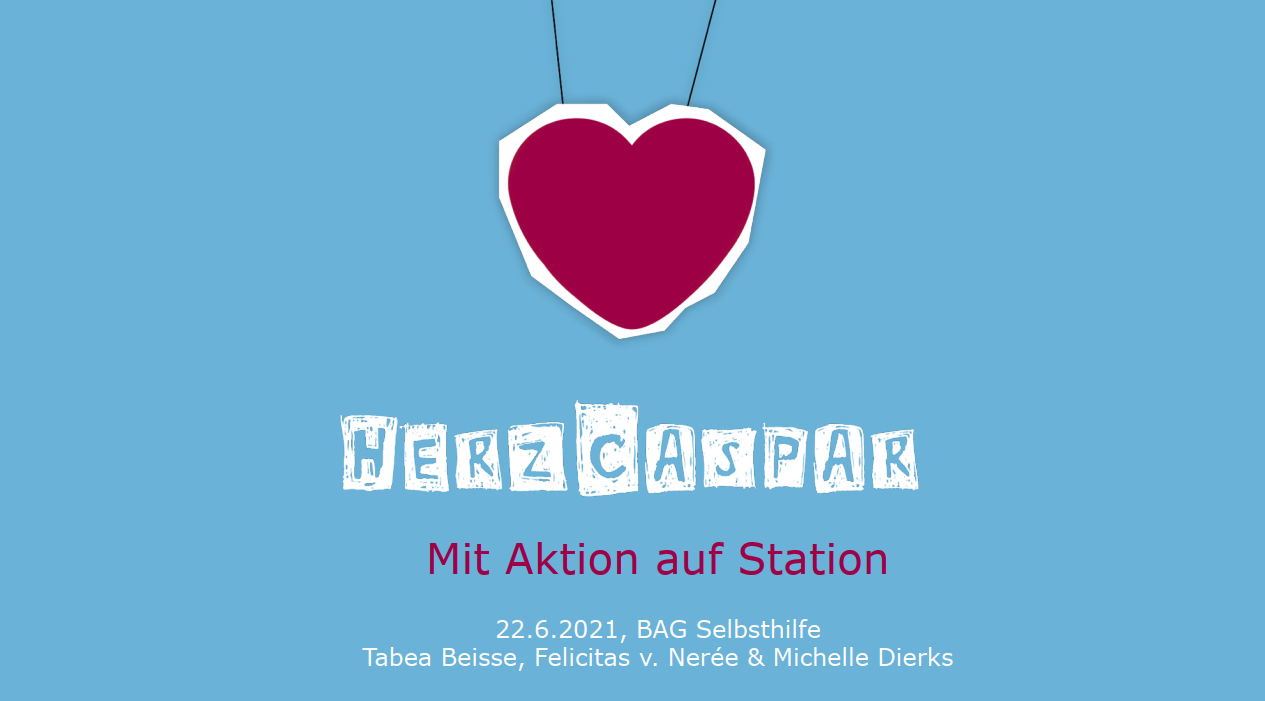 HERZCASPAR
Mit Aktion auf Station
22.6.2021, BAG Selbsthilfe
Tabea Beisse, Felicitas v. Nerée & Michelle Dierks